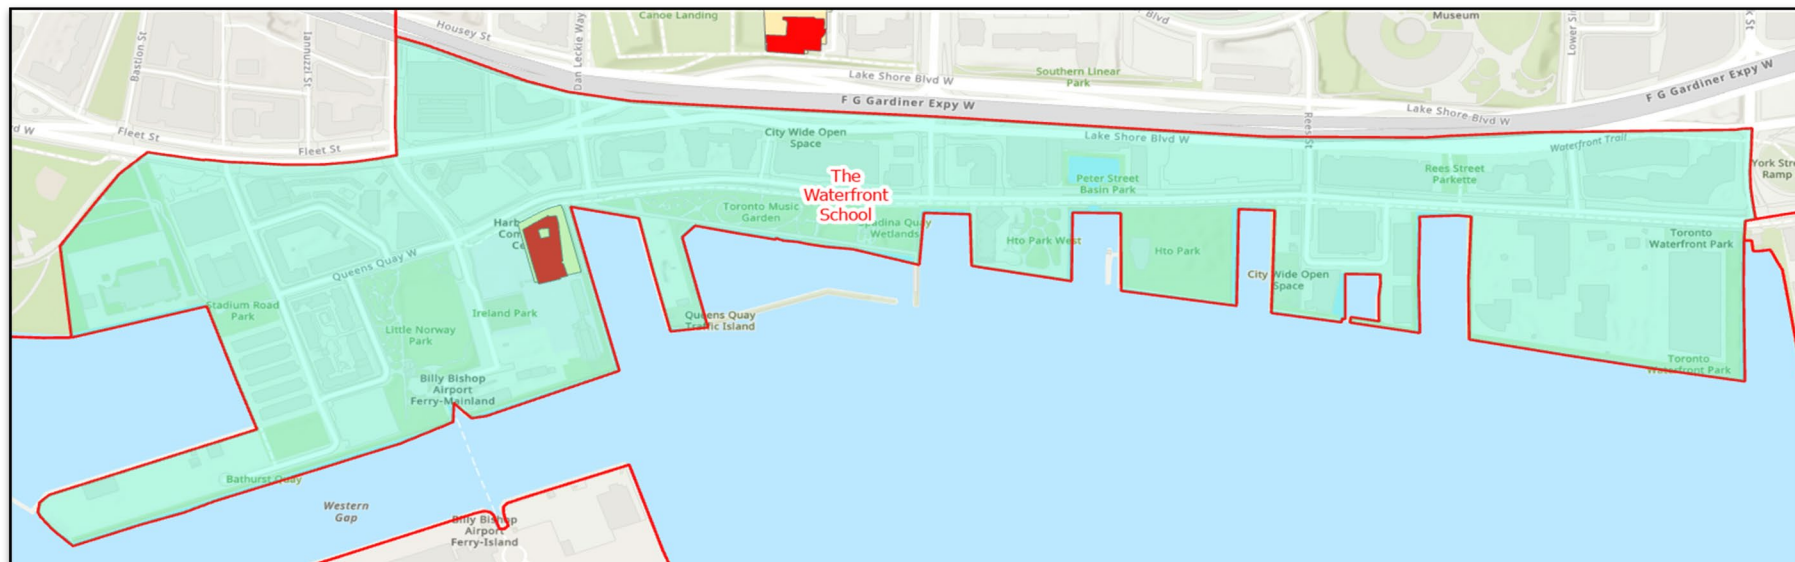 Canoe Landing
Blvd
Museum
Housey St
Dan Leckie Way
Bastion St
Iannuzzi St
Lake Shore Blvd W
Southern Linear
Park
F G Gardiner Expy W
Lake Shore Blvd W
F G Gardiner Expy W
Fleet St
Fleet St
City Wide Open
Space
Lake Shore Blvd W
Rees St
Waterfront Trail
The
Waterfront
School
Peter Street
Basin Park
Rees Street
Parkette
Toronto Music
Garden
Wetlands
Hto Park West
Hto Park
Toronto
Waterfront Park
Queens Quay W
City Wide Open
Space
Stadium Road
Park
Ireland Park
Little Norway
Park
Queens Quay
Traffic Island
Billy Bishop
Airport
Ferry-Mainland
Toronto
Waterfront Park
Bathurst Quay
Western
Gap
Billy Bishop
Airport
Ferry-Island